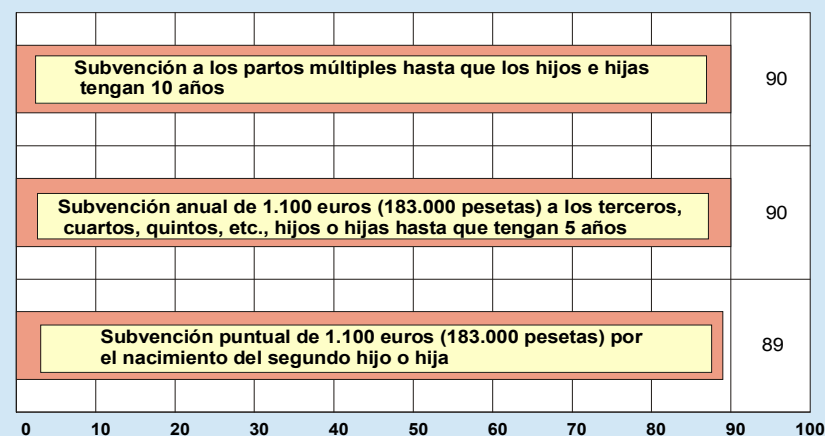 Subvención a los partos múltiples hasta que los hijos e hijas
tengan 10 años
90
Subvención anual de 1.100 euros (183.000 pesetas) a los terceros,
cuartos, quintos, etc., hijos o hijas hasta que tengan 5 años
90
Subvención puntual de 1.100 euros (183.000 pesetas) por
el nacimiento del segundo hijo o hija
89
0 10 20 30 40 50 60 70 80 90 100